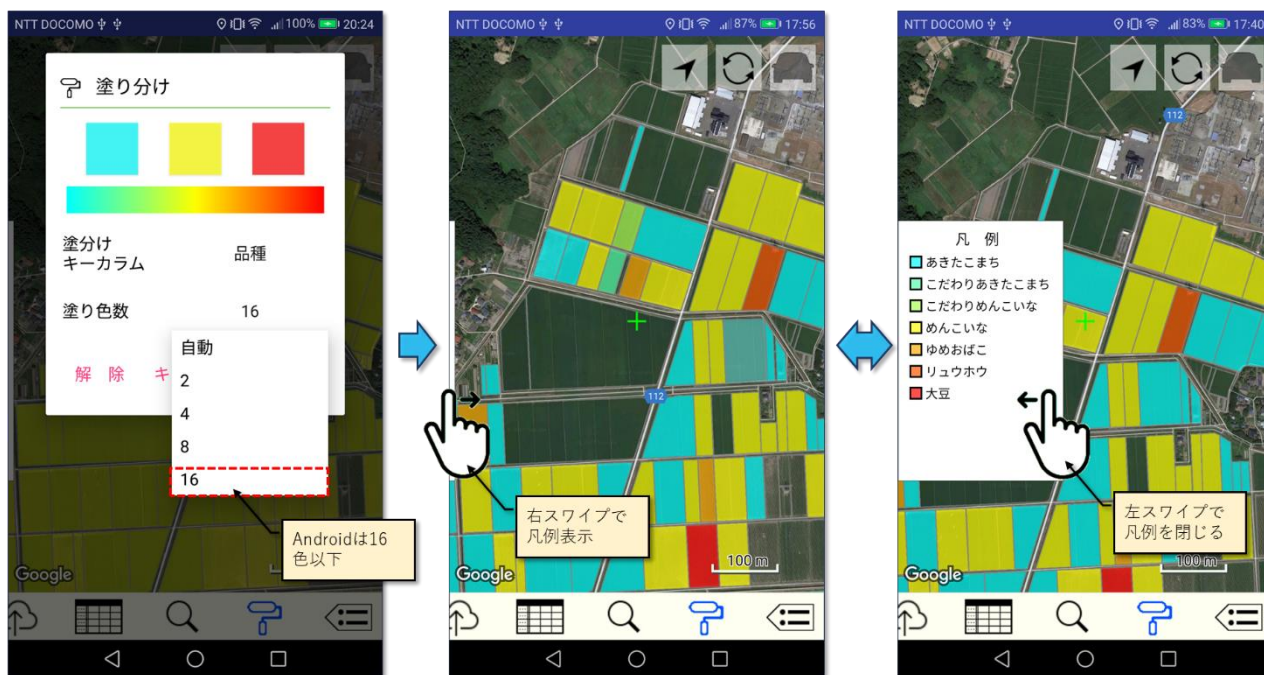 NTT DOCOMO 100% 20:24
塗り分け
塗分け
キーカラム
品種
塗り色数
16
自動
2
4
8
16
解 除
キ
Androidは16
色以下
Google
NTT DOCOMO 87% 17:56
112
112
右スワイプで
凡例表示
100 m
Google
NTT DOCOMO 83% 17:40
112
凡 例
あきたこまち
こだわりあきたこまち
こだわりめんこいな
めんこいな
ゆめおばこ
リュウホウ
大豆
左スワイプで
凡例を閉じる
100 m
Google